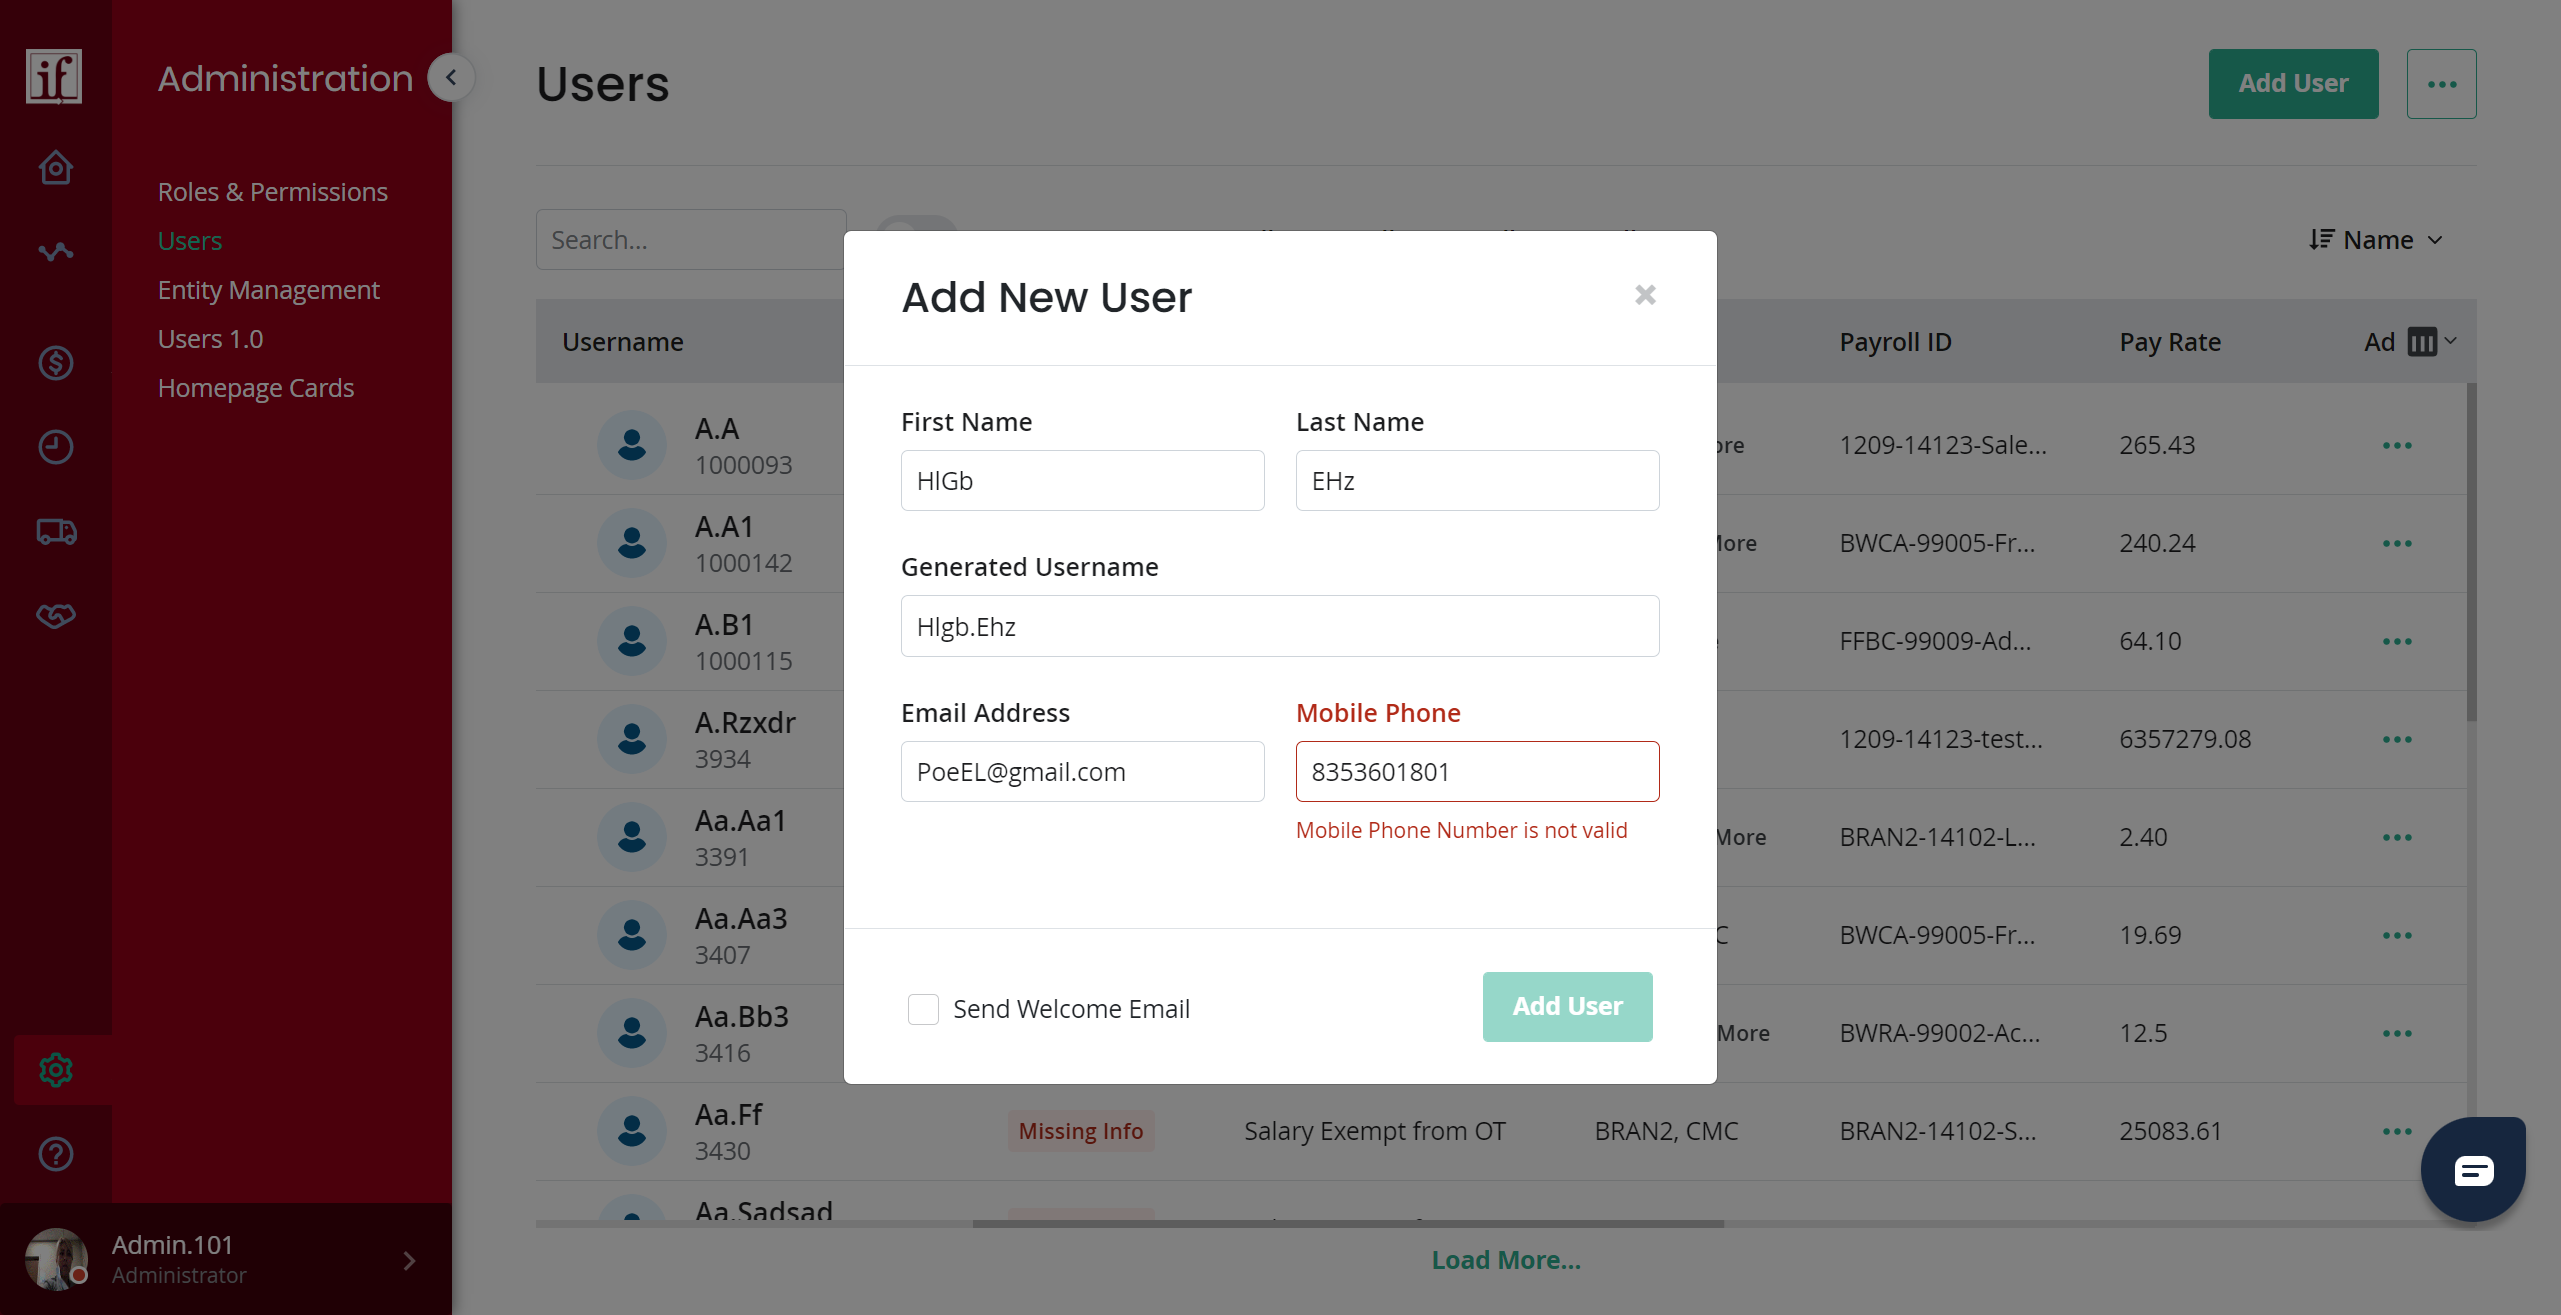 if
Administration
Roles & Permissions
Users
Entity Management
Users 1.0
Homepage Cards
Admin.101
Administrator
Users
Add User
Search...
Name
Username
Payroll ID
Pay Rate
Ad
A.A
1000093
ore
1209-14123-Sale...
265.43
A.A1
1000142
More
BWCA-99005-Fr...
240.24
A.B1
1000115
FFBC-99009-Ad...
64.10
A.Rzxdr
3934
1209-14123-test...
6357279.08
Aa.Aa1
3391
More
BRAN2-14102-L...
2.40
Aa.Aa3
3407
C
BWCA-99005-Fr...
19.69
Aa.Bb3
3416
More
BWRA-99002-Ac...
12.5
Aa.Ff
3430
Missing Info
Salary Exempt from OT
BRAN2, CMC
BRAN2-14102-S...
25083.61
Aa.Sadsad
Load More...
Add New User
First Name
Last Name
HlGb
EHz
Generated Username
Hlgb.Ehz
Email Address
Mobile Phone
PoeEL@gmail.com
8353601801
Mobile Phone Number is not valid
Send Welcome Email
Add User